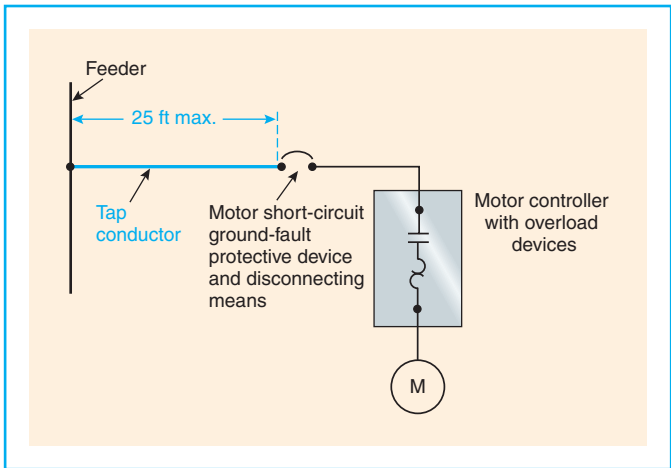 Feeder
25 ft max.
Tap
conductor
Motor short-circuit
ground-fault
protective device
and disconnecting
means
Motor controller
with overload
devices
M